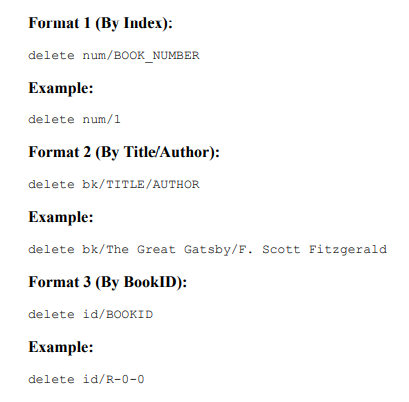 Format 1 (By Index):
delete num/BOOK_NUMBER
Example:
delete num/1
Format 2 (By Title/Author):
delete bk/TITLE/AUTHOR
Example:
delete bk/The Great Gatsby/F. Scott Fitzgerald
Format 3 (By BookID):
delete id/BOOKID
Example:
delete id/R-0-0